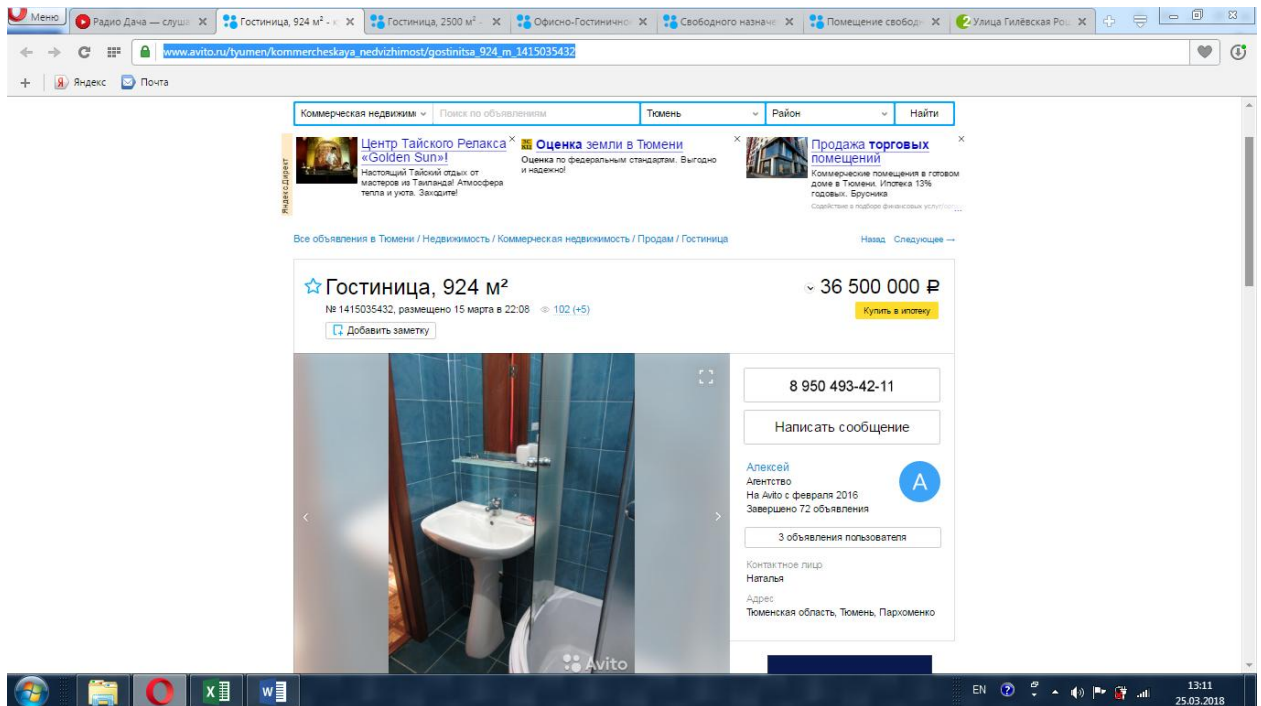 Меню
Радио Дача — слуша
Гостиница, 924 м² - к
Гостиница, 2500 м² -
Офисно-Гостинично
Свободного назначе
Помещение свобод
2 Улица Гилёвская Рощ
www.avito.ru/tyumen/kommercheskaya_nedvizhimost/gostinitsa_924_m_1415035432
Яндекс
Почта
Коммерческая недвижим
Поиск по объявлениям
Тюмень
Район
Найти
ЯндексДирект
Центр Тайского Релакса
«Golden Sun»!
Настоящий Тайский отдых от
мастеров из Таиланда! Атмосфера
тепла и уюта. Заходите!
Оценка земли в Тюмени
Оценка по федеральным стандартам. Выгодно
и надежно!
Продажа торговых
помещений
Коммерческие помещения в готовом
доме в Тюмени. Ипотека 13%
годовых. Брусника
Содействие в подборе финансовых услуг
Все объявления в Тюмени / Недвижимость / Коммерческая недвижимость / Продам / Гостиница
Назад Следующее →
Гостиница, 924 м²
36 500 000 ₽
№ 1415035432, размещено 15 марта в 22:08 102 (+5)
Купить в ипотеку
Добавить заметку
8 950 493-42-11
Написать сообщение
Алексей
Агентство
На Avito с февраля 2016
Завершено 72 объявления
А
3 объявления пользователя
Контактное лицо
Наталья
Адрес
Тюменская область, Тюмень, Пархоменко
Avito
EN
13:11
25.03.2018